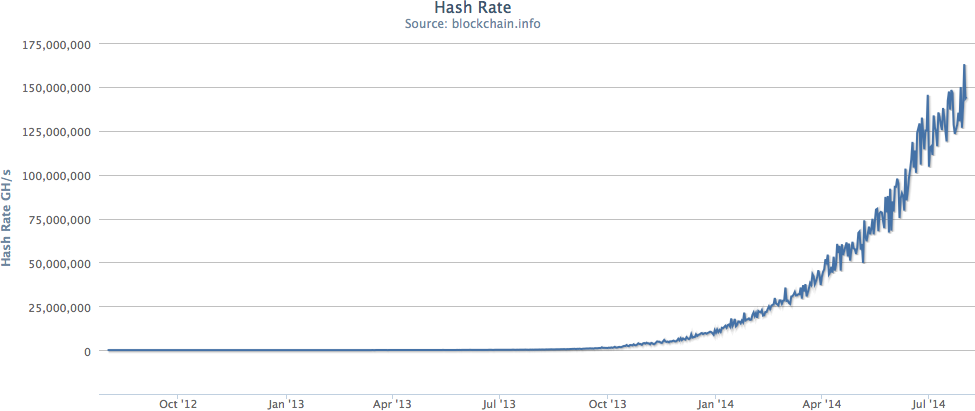 Hash Rate
Source: blockchain.info
175,000,000
150,000,000
125,000,000
100,000,000
75,000,000
50,000,000
25,000,000
0
Hash Rate GH/s
Oct '12 Jan '13 Apr '13 Jul '13 Oct '13 Jan '14 Apr '14 Jul '14